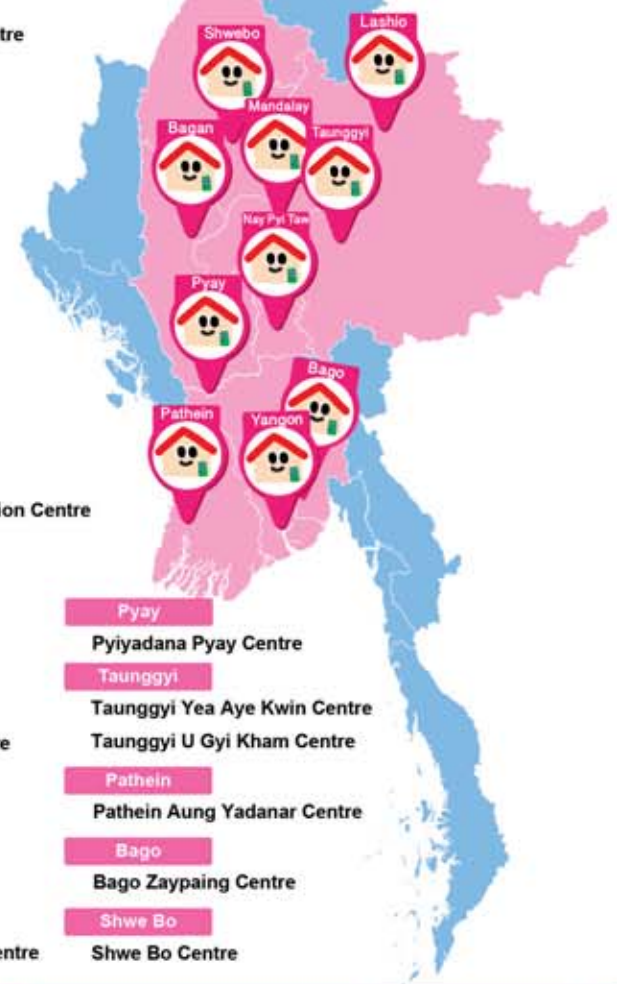 tre
Lashio
Shwebo
Mandalay
Bagan
Taunggyi
Nay Pyi Taw
Pyay
Bago
Pathein
Yangon
ion Centre
Pyay
Pyiyadana Pyay Centre
Taunggyi
Taunggyi Yea Aye Kwin Centre
Taunggyi U Gyi Kham Centre
e
Pathein
Pathein Aung Yadanar Centre
Bago
Bago Zaypaing Centre
Shwe Bo
entre
Shwe Bo Centre